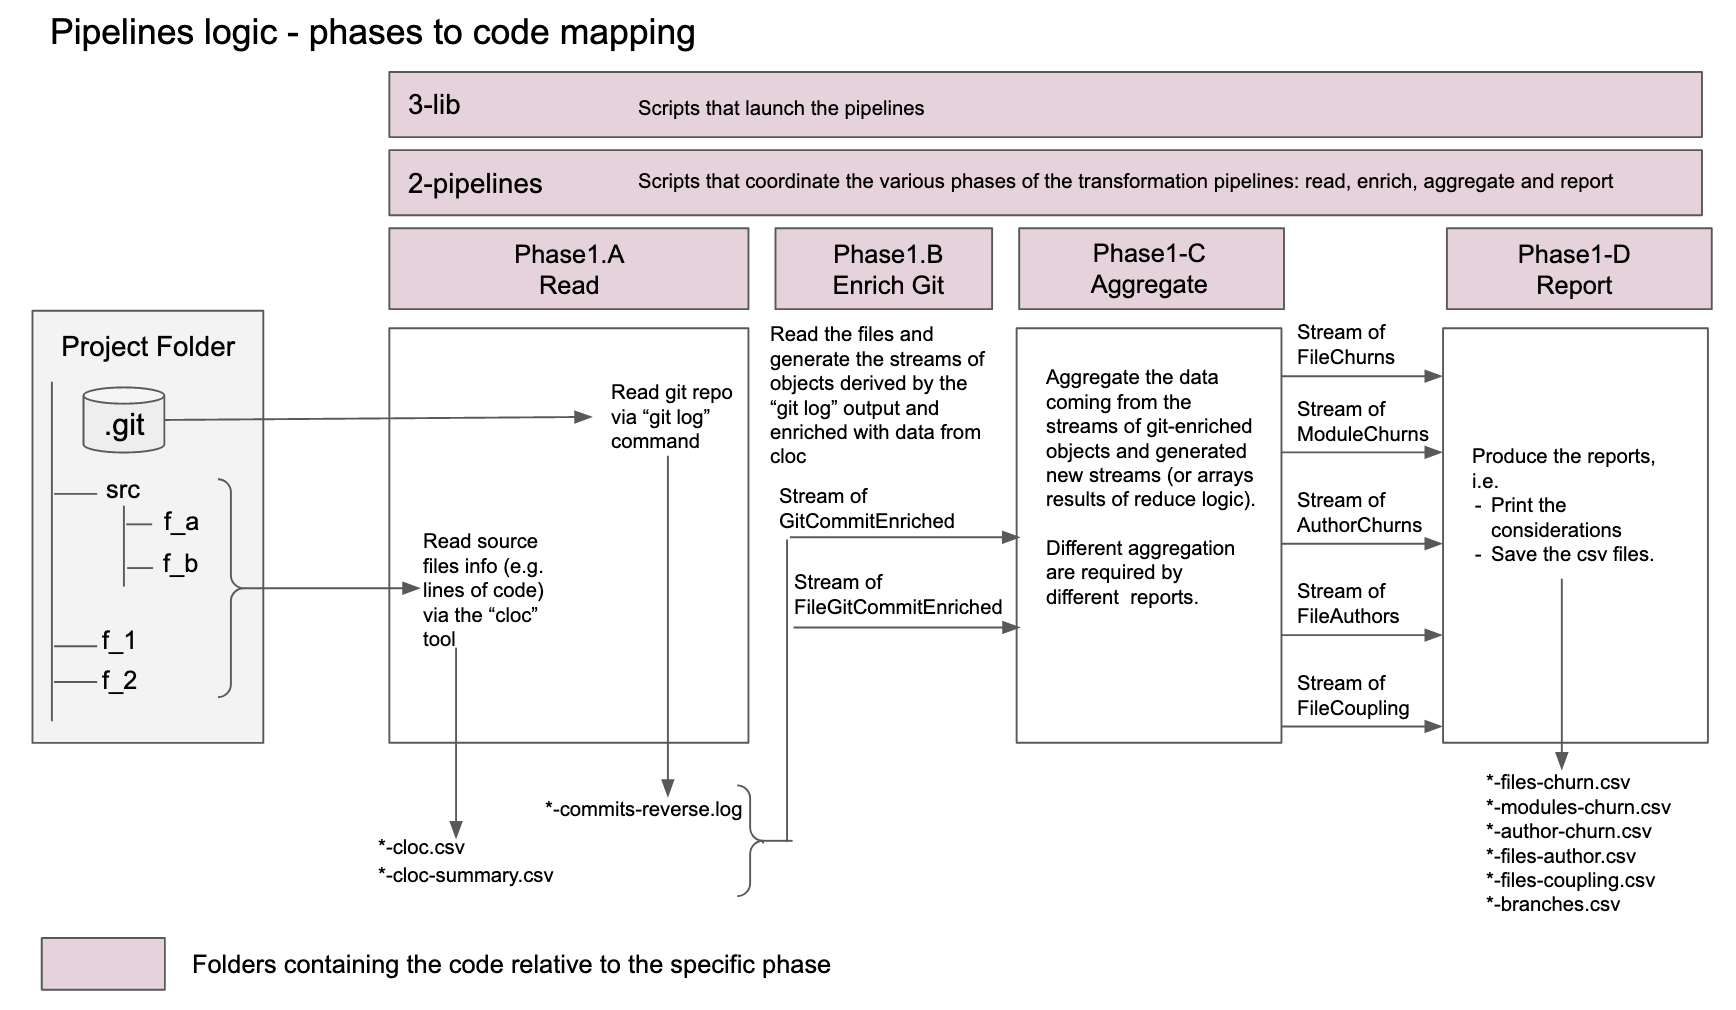 Pipelines logic - phases to code mapping
3-lib
Scripts that launch the pipelines
2-pipelines
Scripts that coordinate the various phases of the transformation pipelines: read, enrich, aggregate and report
Phase1.A
Read
Phase1.B
Enrich Git
Phase1-C
Aggregate
Phase1-D
Report
Project Folder
.git
src
f_a
f_b
f_1
f_2
Read git repo
via “git log”
command
Read source
files info (e.g.
lines of code)
via the “cloc”
tool
*-commits-reverse.log
*-cloc.csv
*-cloc-summary.csv
Read the files and
generate the streams of
objects derived by the
“git log” output and
enriched with data from
cloc
Stream of
GitCommitEnriched
Stream of
FileGitCommitEnriched
Aggregate the data
coming from the
streams of git-enriched
objects and generated
new streams (or arrays
results of reduce logic).
Different aggregation
are required by
different  reports.
Stream of
FileChurns
Stream of
ModuleChurns
Stream of
AuthorChurns
Stream of
FileAuthors
Stream of
FileCoupling
Produce the reports,
i.e.
- Print the
considerations
- Save the csv files.
*-files-churn.csv
*-modules-churn.csv
*-author-churn.csv
*-files-author.csv
*-files-coupling.csv
*-branches.csv
Folders containing the code relative to the specific phase